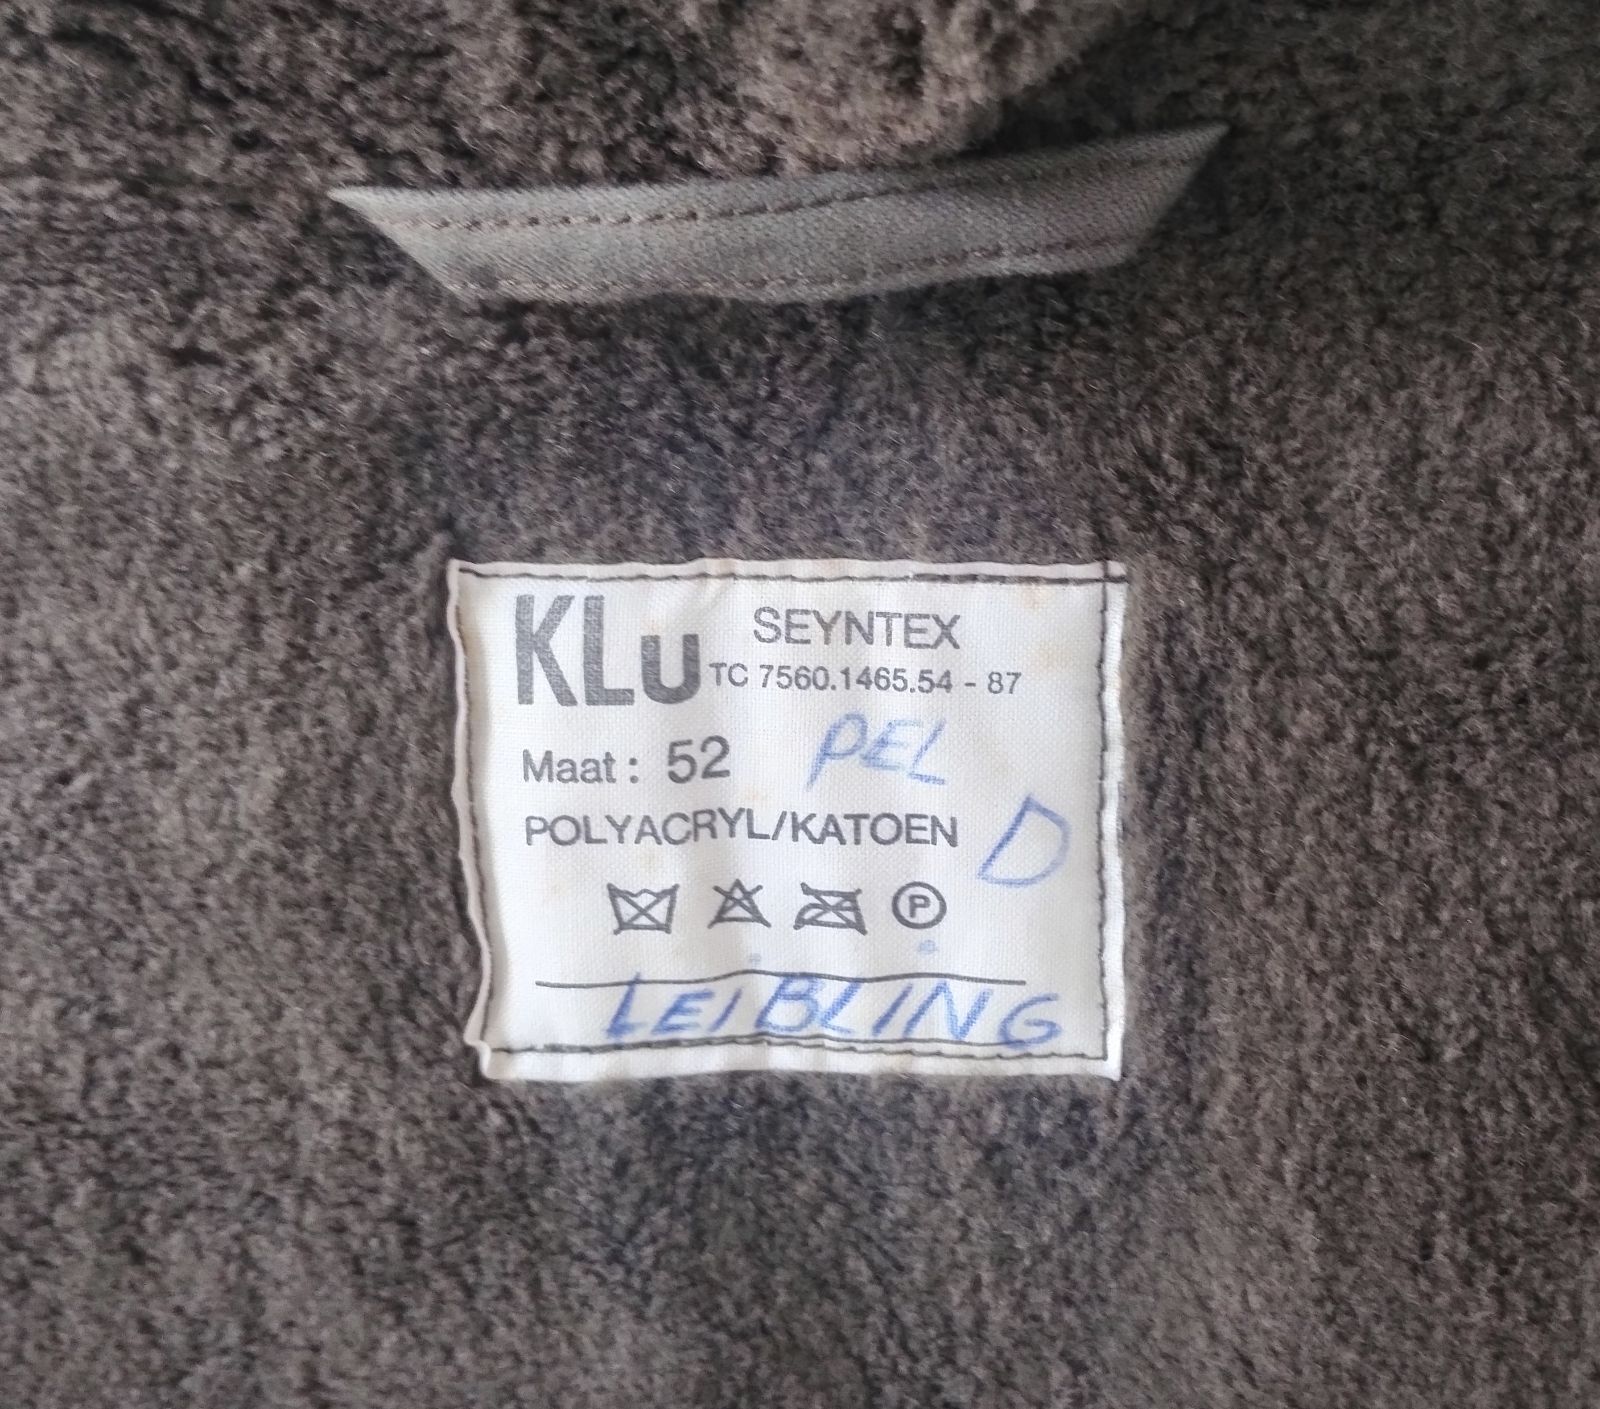 KLu SEYNTEX
TC 7560.1465.54 - 87
Maat: 52 PEL
POLYACRYL/KATOEN D
P
LEiBLING